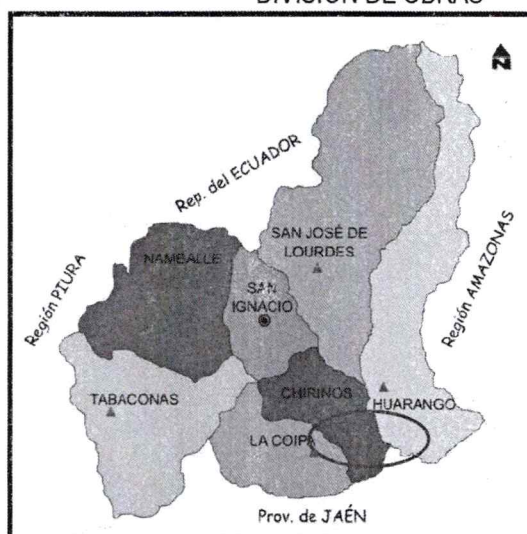 DIVISIÓN DE OBRAS
N
Rep. del ECUADOR
SAN JOSÉ DE
LOURDES
NAMBALLE
Región PIURA
SAN
IGNACIO
Región AMAZONAS
CHIRINOS
TABACONAS
HUARANGO
LA COIPA
Prov. de JAÉN